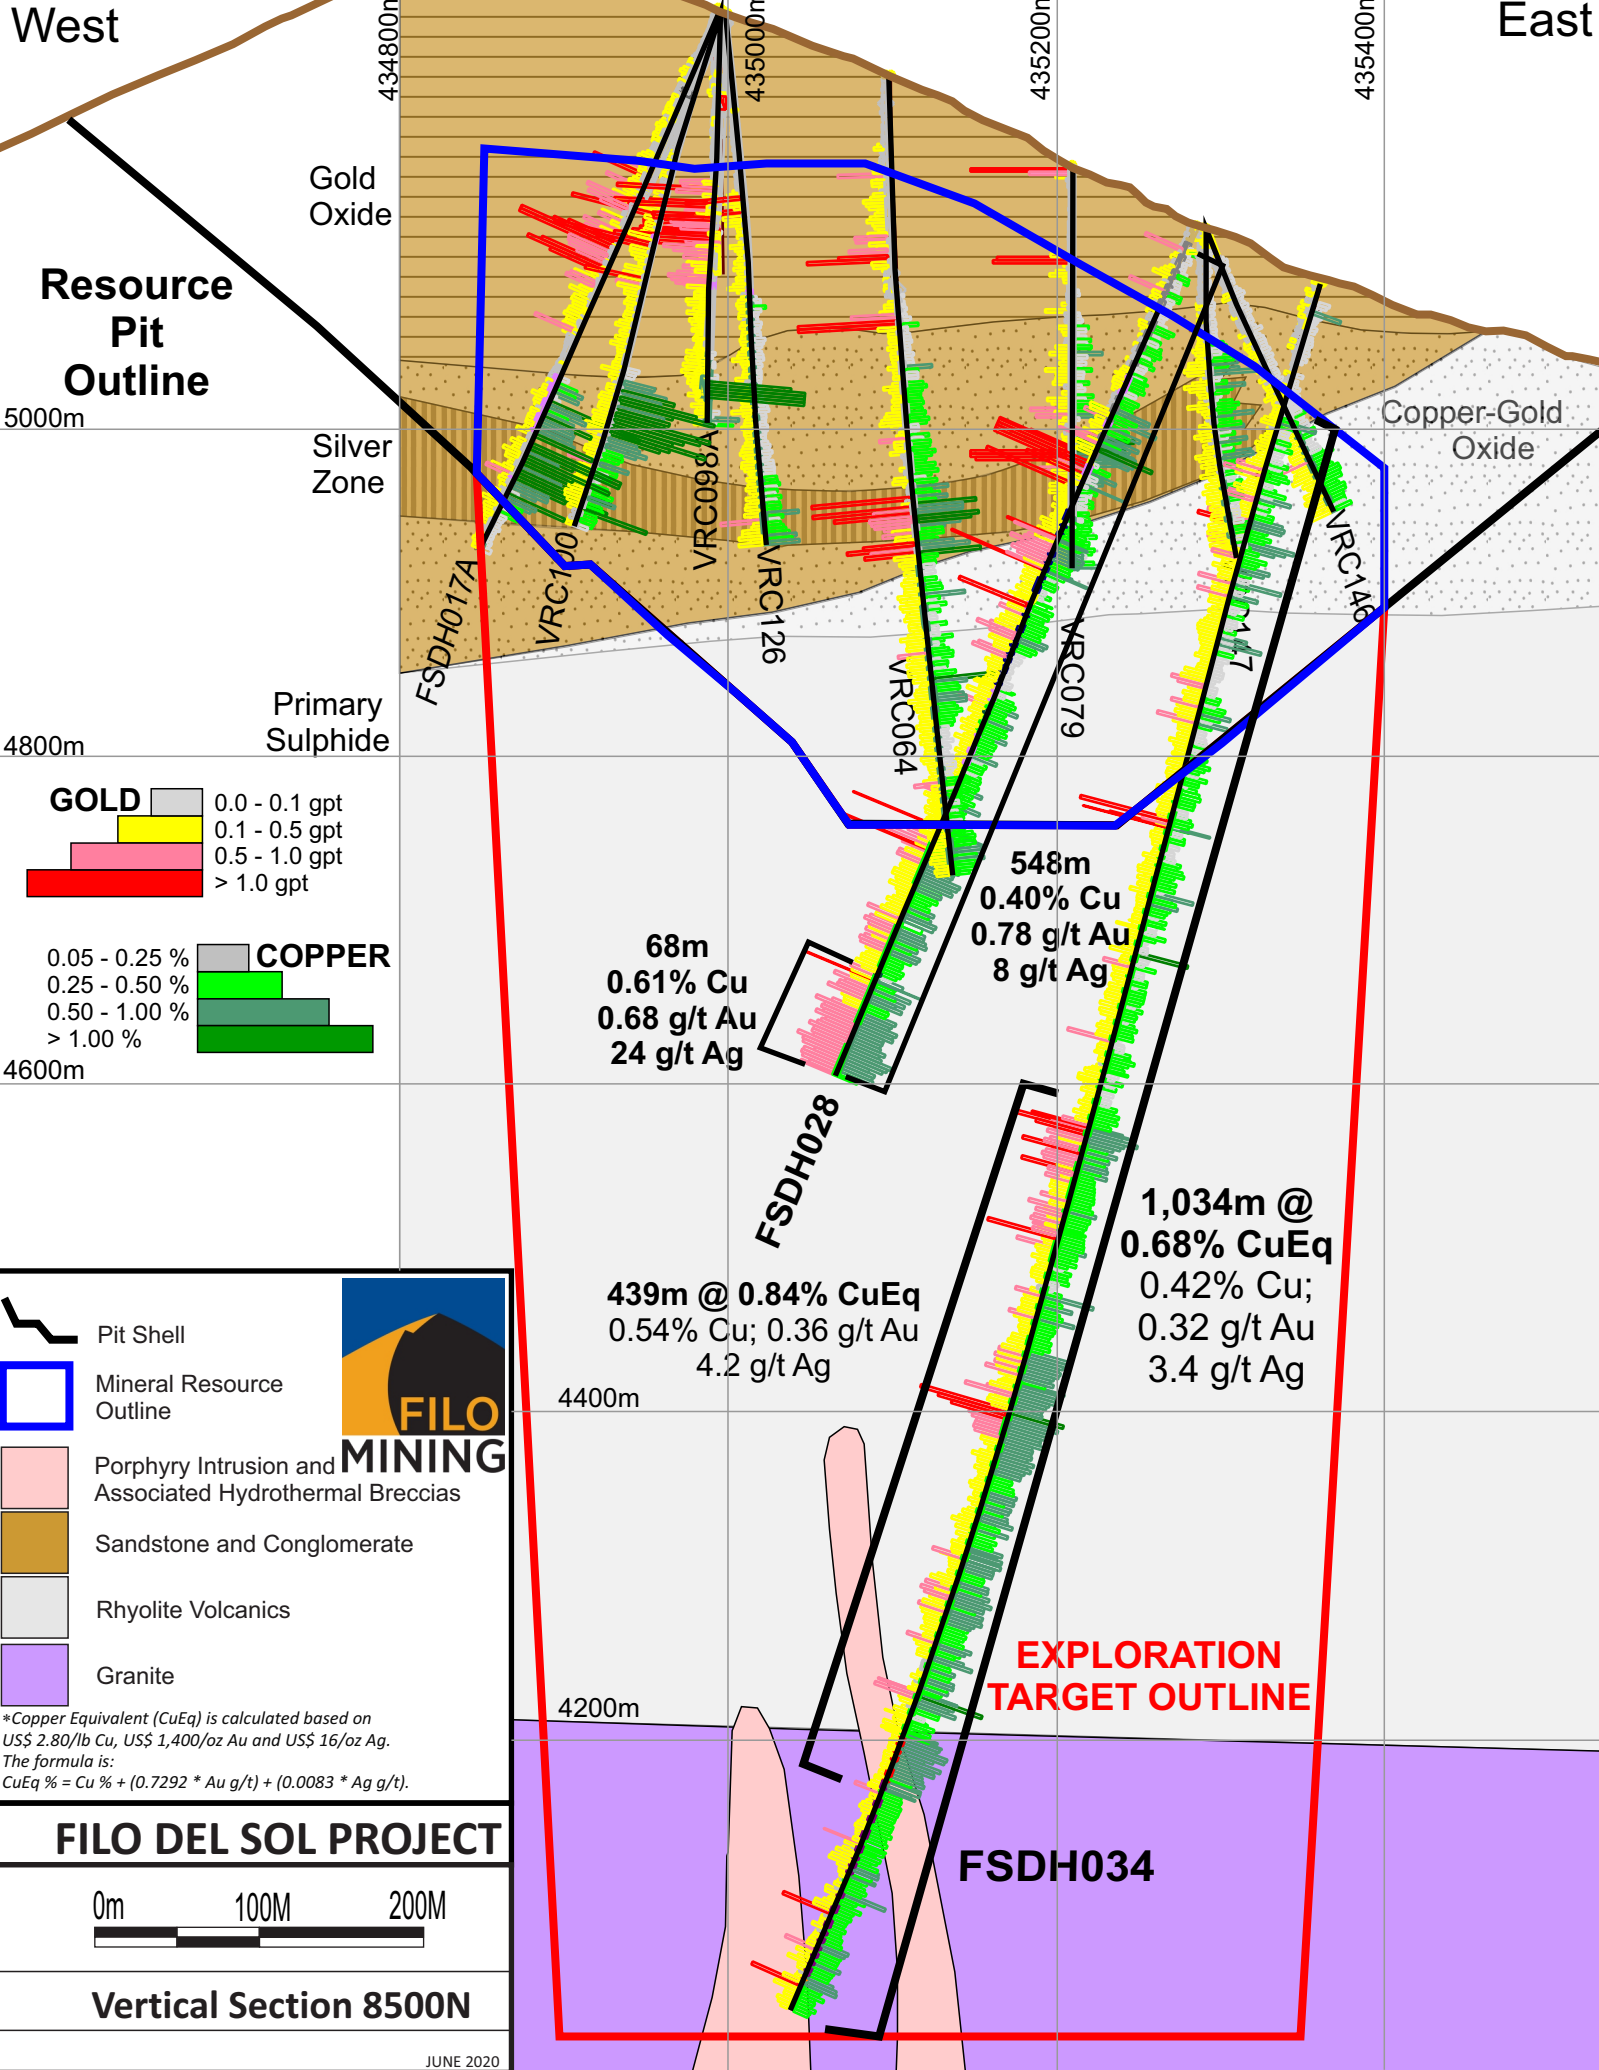 West
East
434800m
435000m
435200m
435400m
Gold
Oxide
Resource
Pit
Outline
5000m
Silver
Zone
Copper-Gold
Oxide
FSDH017A
VRC100
VRC098A
VRC126
VRC064
VRC079
VRC146
Primary
Sulphide
4800m
GOLD
0.0 - 0.1 gpt
0.1 - 0.5 gpt
0.5 - 1.0 gpt
> 1.0 gpt
COPPER
0.05 - 0.25 %
0.25 - 0.50 %
0.50 - 1.00 %
> 1.00 %
548m
0.40% Cu
0.78 g/t Au
8 g/t Ag
68m
0.61% Cu
0.68 g/t Au
24 g/t Ag
4600m
FSDH028
1,034m @
0.68% CuEq
0.42% Cu;
0.32 g/t Au
3.4 g/t Ag
439m @ 0.84% CuEq
0.54% Cu; 0.36 g/t Au
4.2 g/t Ag
4400m
Pit Shell
Mineral Resource
Outline
FILO
MINING
Porphyry Intrusion and
Associated Hydrothermal Breccias
Sandstone and Conglomerate
Rhyolite Volcanics
Granite
EXPLORATION
TARGET OUTLINE
4200m
*Copper Equivalent (CuEq) is calculated based on
US$ 2.80/lb Cu, US$ 1,400/oz Au and US$ 16/oz Ag.
The formula is:
CuEq % = Cu % + (0.7292 * Au g/t) + (0.0083 * Ag g/t).
FILO DEL SOL PROJECT
FSDH034
0m
100M
200M
Vertical Section 8500N
JUNE 2020